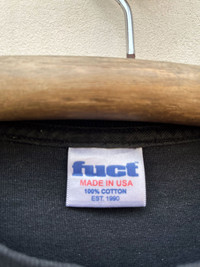 fuct
MADE IN USA
100% COTTON
EST. 1990